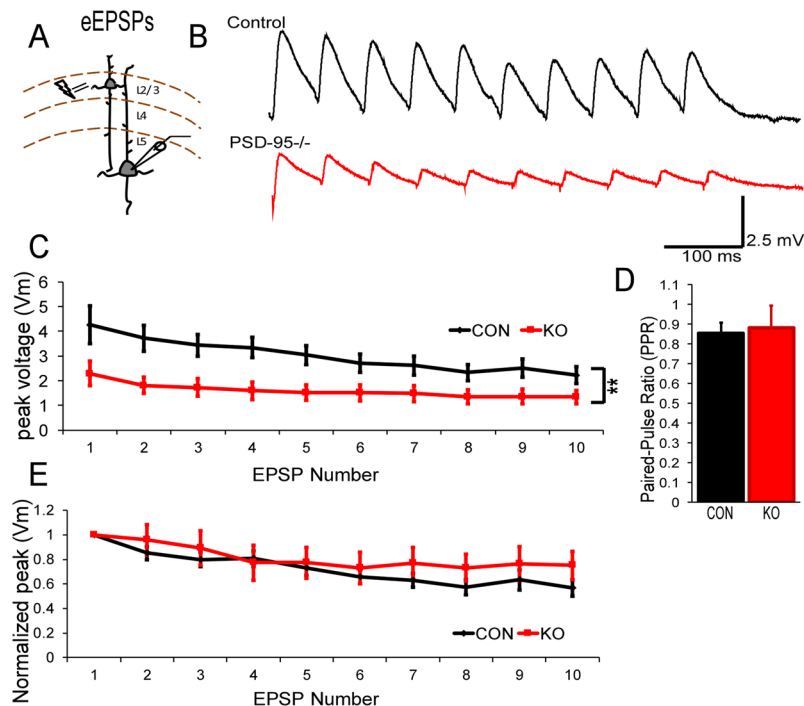 A eEPSPs
L2/3
L4
L5
B
Control
PSD-95-/-
2.5 mV
100 ms
C
peak voltage (Vm)
6
5
4
3
2
1
0
CON KO
**
1 2 3 4 5 6 7 8 9 10
EPSP Number
D
Paired-Pulse Ratio (PPR)
1.1
1
0.9
0.8
0.7
0.6
0.5
0.4
0.3
0.2
0.1
0
CON KO
E
Normalized peak (Vm)
1.2
1
0.8
0.6
0.4
0.2
0
CON KO
1 2 3 4 5 6 7 8 9 10
EPSP Number